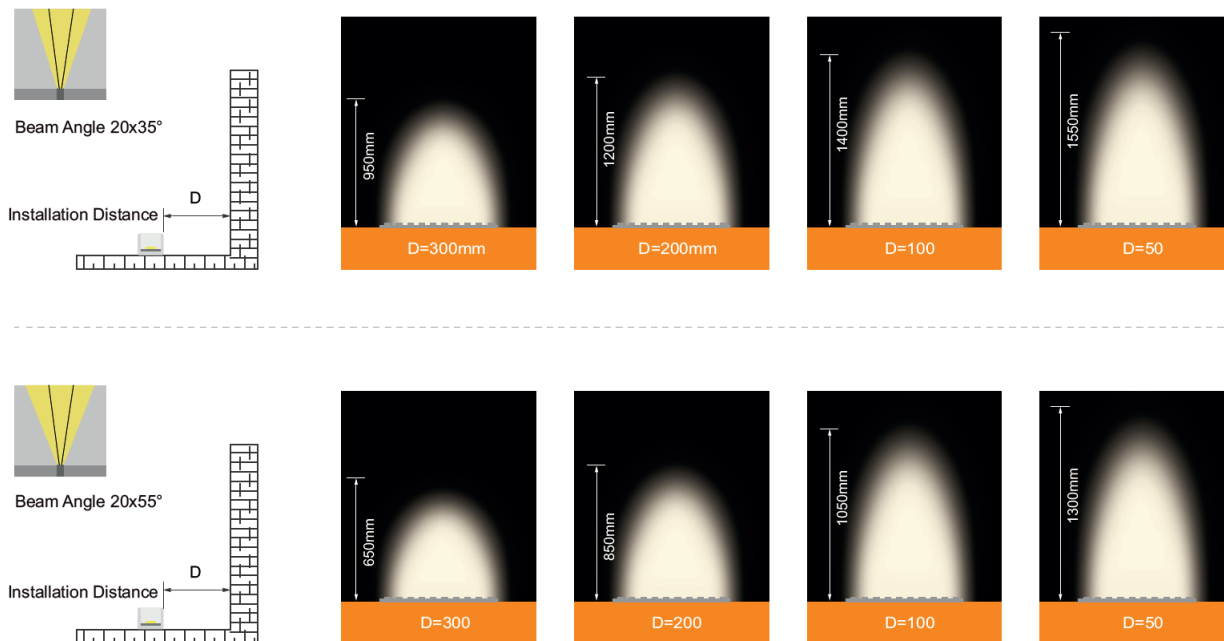 Beam Angle 20x35°
D
Installation Distance
950mm
D=300mm
1200mm
D=200mm
1400mm
D=100
1550mm
D=50
Beam Angle 20x55°
D
Installation Distance
650mm
D=300
850mm
D=200
1050mm
D=100
1300mm
D=50